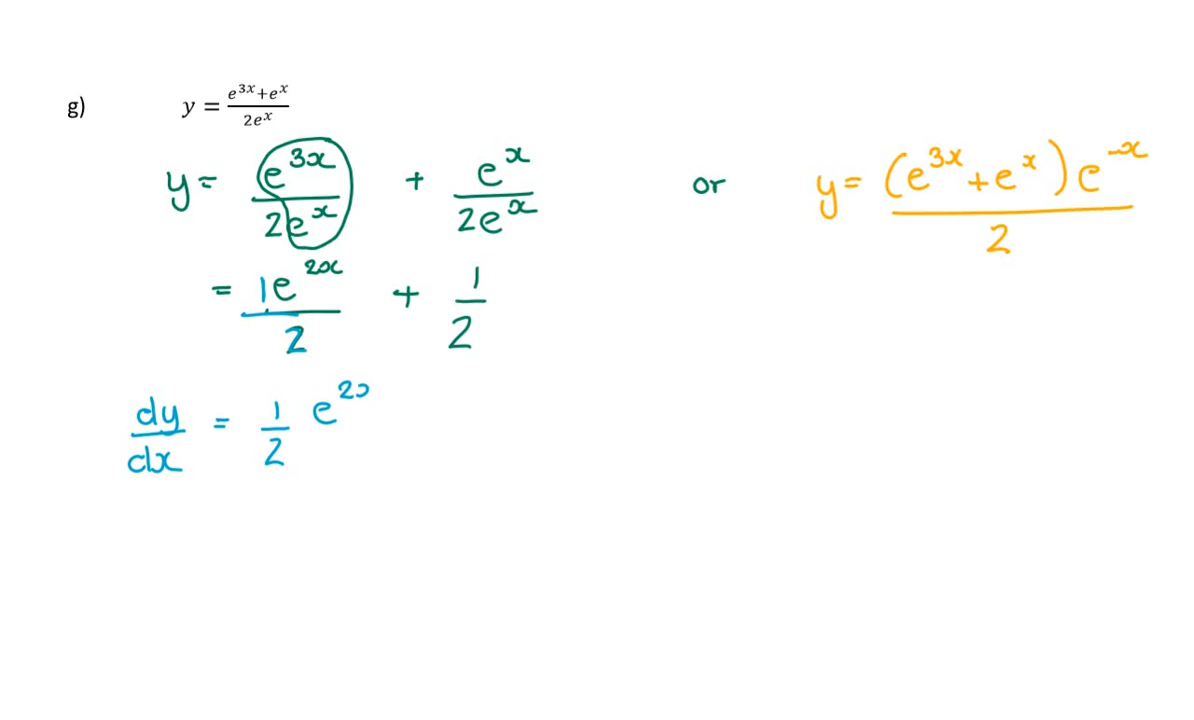 g) y = (e^{3x}+e^x)/(2e^x)
y = e^{3x}/(2e^x) + e^x/(2e^x) or y = ((e^{3x}+e^x)e^{-x})/2
= 1e^{2x}/2 + 1/2
dy/dx = 1/2 e^2